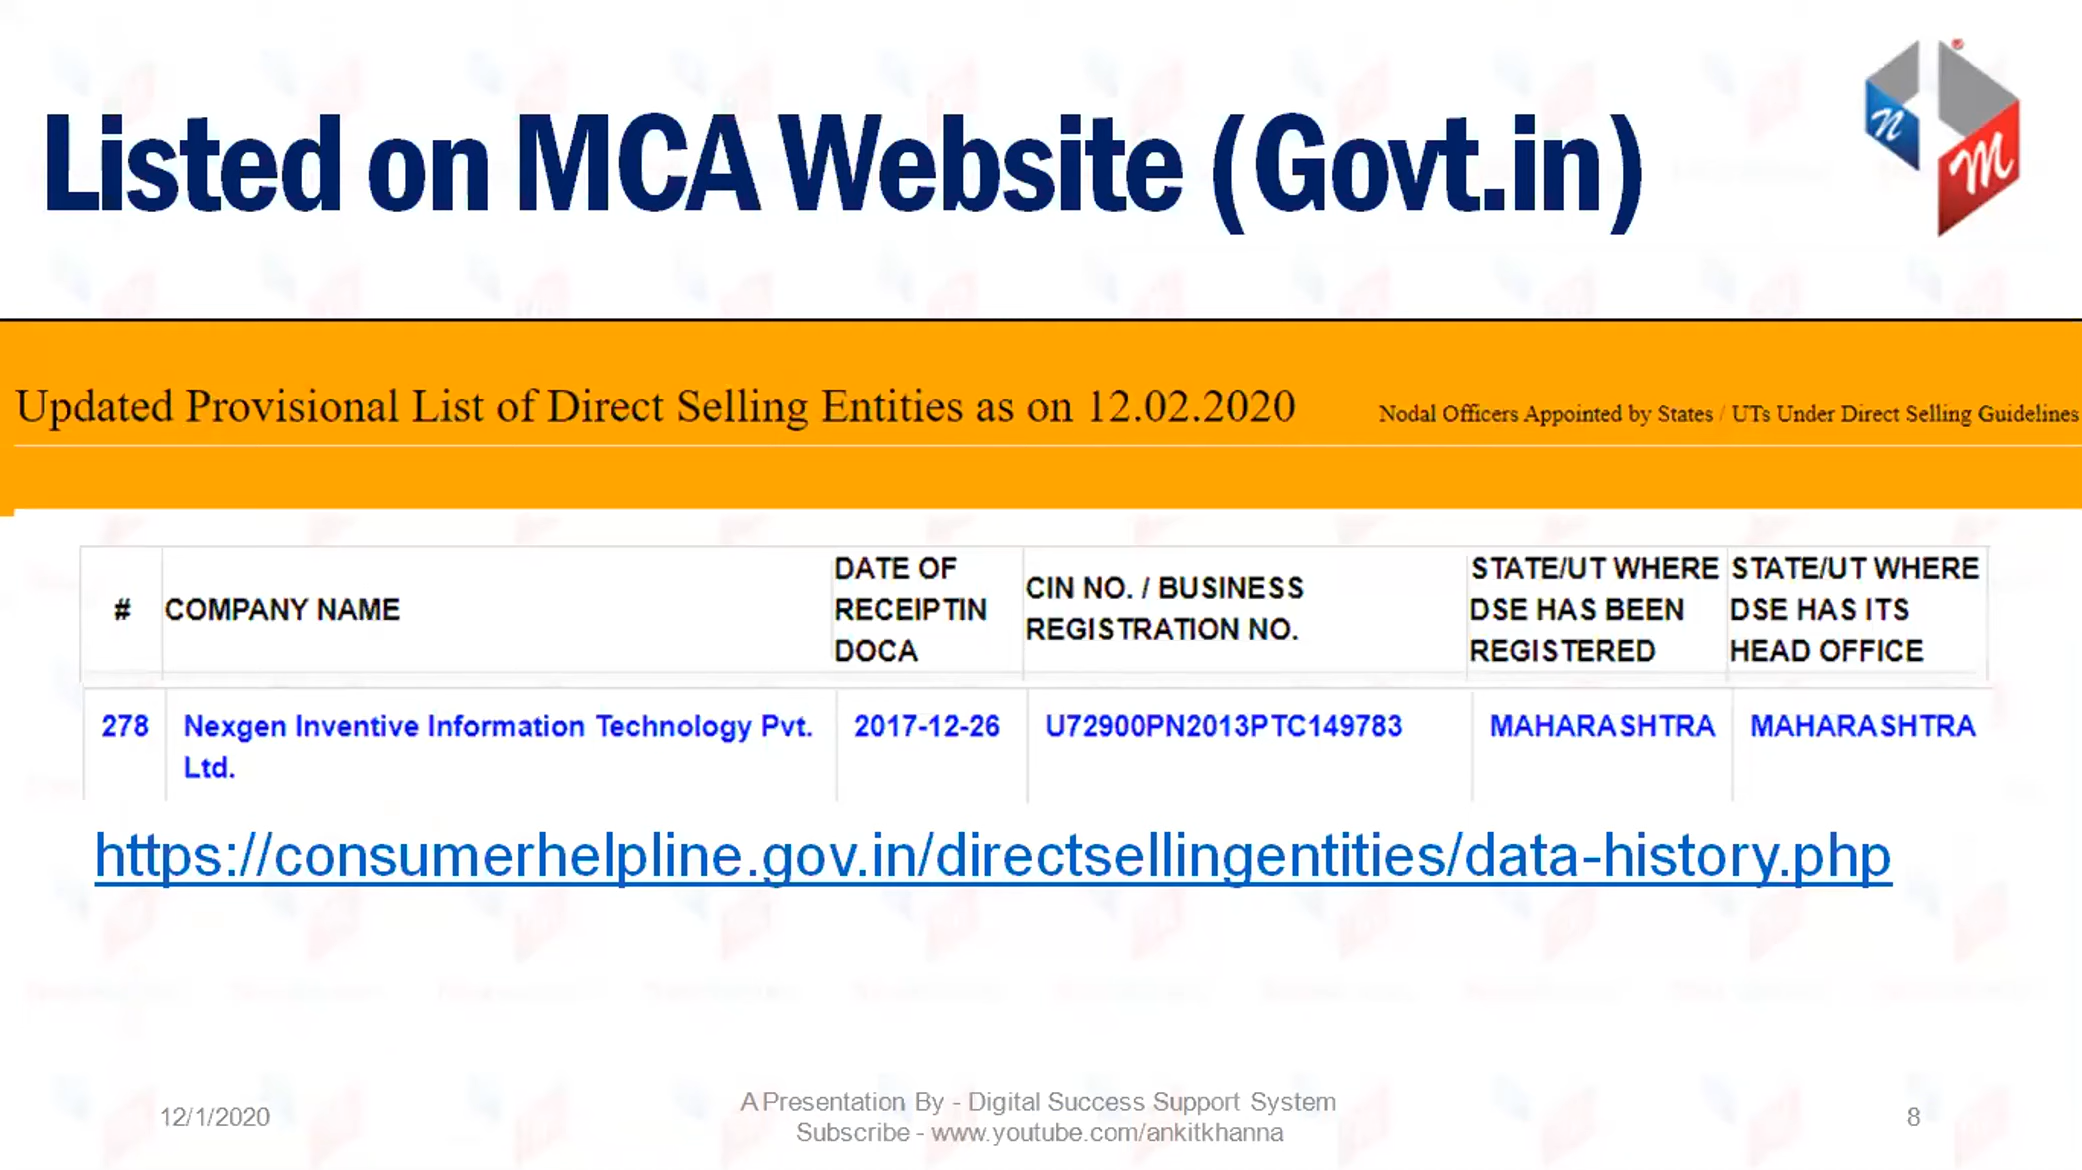 Listed on MCA Website (Govt.in)
n
M
Updated Provisional List of Direct Selling Entities as on 12.02.2020
Nodal Officers Appointed by States / UTs Under Direct Selling Guidelines
#
COMPANY NAME
DATE OF
RECEIPTIN
DOCA
CIN NO. / BUSINESS
REGISTRATION NO.
STATE/UT WHERE
DSE HAS BEEN
REGISTERED
STATE/UT WHERE
DSE HAS ITS
HEAD OFFICE
278
Nexgen Inventive Information Technology Pvt.
Ltd.
2017-12-26
U72900PN2013PTC149783
MAHARASHTRA
MAHARASHTRA
https://consumerhelpline.gov.in/directsellingentities/data-history.php
12/1/2020
A Presentation By - Digital Success Support System
Subscribe - www.youtube.com/ankitkhanna
8